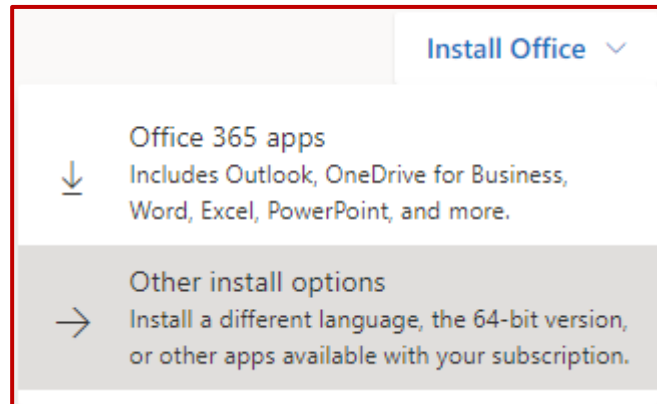 Install Office
Office 365 apps
Includes Outlook, OneDrive for Business,
Word, Excel, PowerPoint, and more.
Other install options
Install a different language, the 64-bit version,
or other apps available with your subscription.